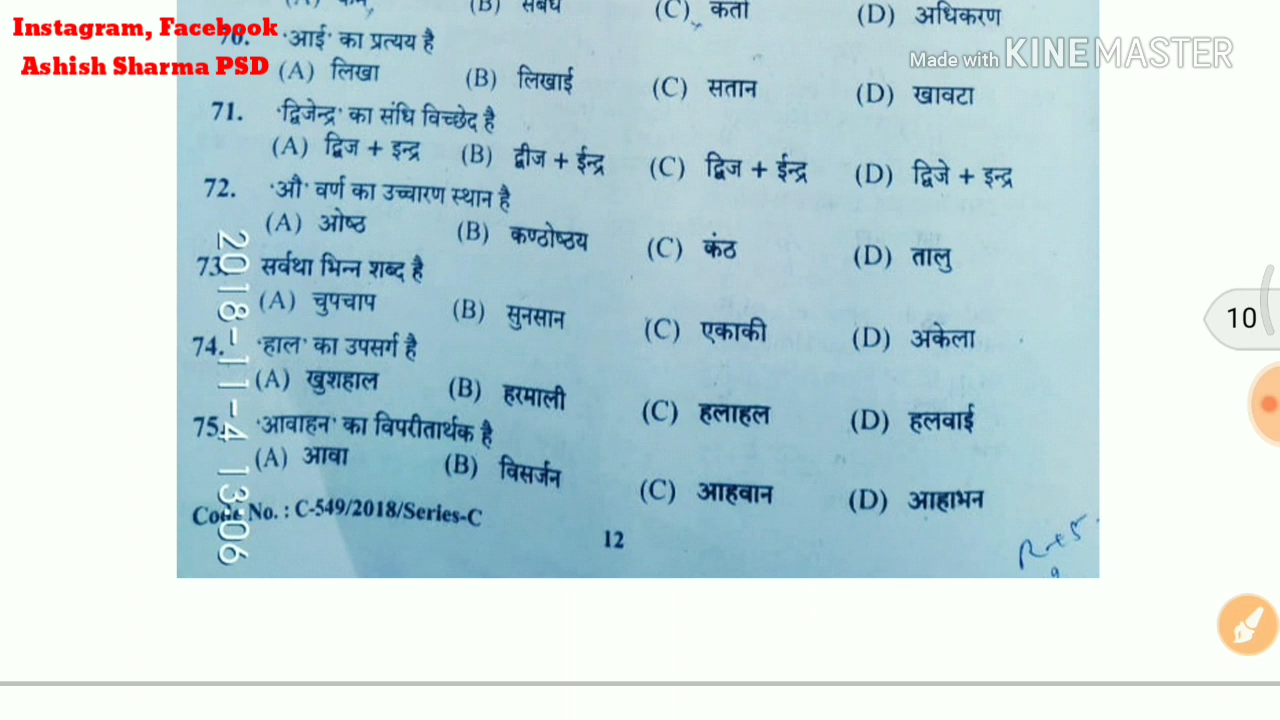 Instagram, Facebook
Ashish Sharma PSD
Made with KINEMASTER
(B) संबंध (C) कर्ता (D) अधिकरण
70. 'आई' का प्रत्यय है
(A) लिखा (B) लिखाई (C) सतान (D) खावटा
71. 'द्विजेन्द्र' का संधि विच्छेद है
(A) द्विज + इन्द्र (B) द्वीज + ईन्द्र (C) द्विज + ईन्द्र (D) द्विजे + इन्द्र
72. 'औ' वर्ण का उच्चारण स्थान है
(A) ओष्ठ (B) कण्ठोष्ठय (C) कंठ (D) तालु
73. सर्वथा भिन्न शब्द है
(A) चुपचाप (B) सुनसान (C) एकाकी (D) अकेला
74. 'हाल' का उपसर्ग है
(A) खुशहाल (B) हरमाली (C) हलाहल (D) हलवाई
75. 'आवाहन' का विपरीतार्थक है
(A) आवा (B) विसर्जन (C) आहवान (D) आहाभन
Code No. : C-549/2018/Series-C
12
2018-11-4 13:06
10